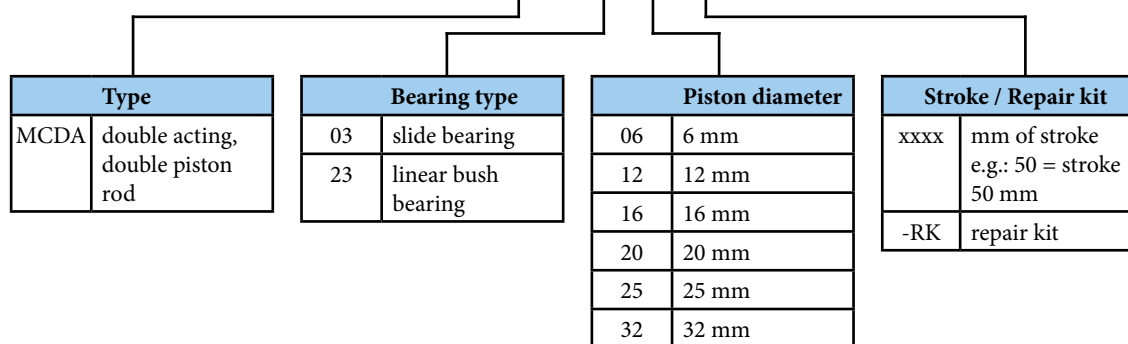 Type
MCDA double acting,
double piston
rod
Bearing type
03 slide bearing
23 linear bush
bearing
Piston diameter
06 6 mm
12 12 mm
16 16 mm
20 20 mm
25 25 mm
32 32 mm
Stroke / Repair kit
xxxx mm of stroke
e.g.: 50 = stroke
50 mm
-RK repair kit